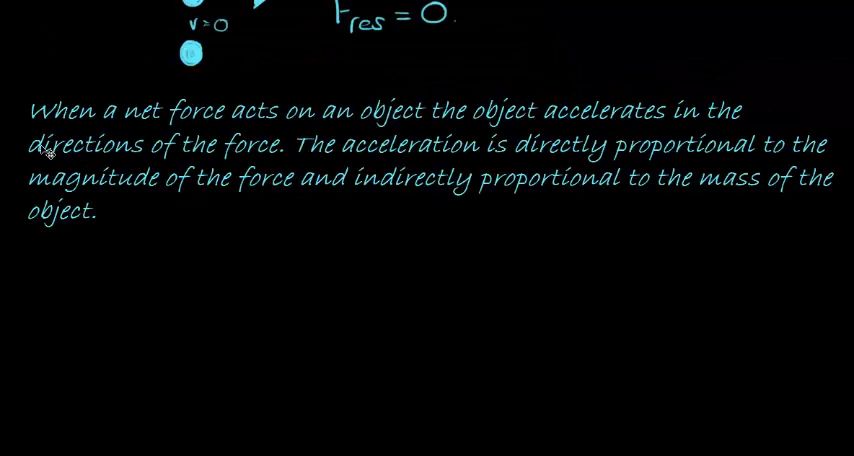 v=0
Fres = 0.
When a net force acts on an object the object accelerates in the
directions of the force. The acceleration is directly proportional to the
magnitude of the force and indirectly proportional to the mass of the
object.